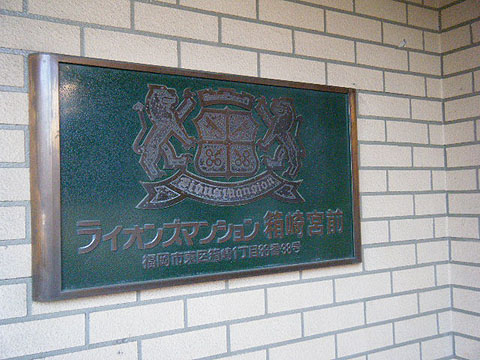 Lions Mansion
ライオンズマンション箱崎宮前
福岡市東区箱崎1丁目